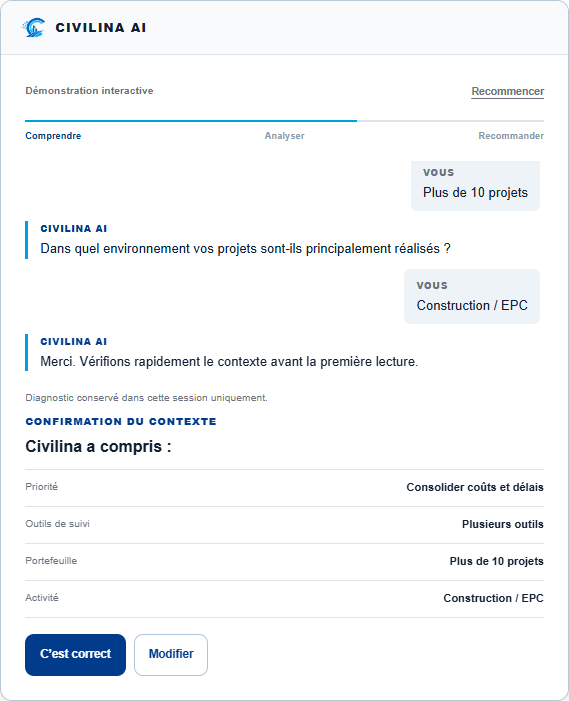 CIVILINA AI
Démonstration interactive
Recommencer
Comprendre
Analyser
Recommander
VOUS
Plus de 10 projets
CIVILINA AI
Dans quel environnement vos projets sont-ils principalement réalisés ?
VOUS
Construction / EPC
CIVILINA AI
Merci. Vérifions rapidement le contexte avant la première lecture.
Diagnostic conservé dans cette session uniquement.
CONFIRMATION DU CONTEXTE
Civilina a compris :
Priorité
Consolider coûts et délais
Outils de suivi
Plusieurs outils
Portefeuille
Plus de 10 projets
Activité
Construction / EPC
C'est correct
Modifier